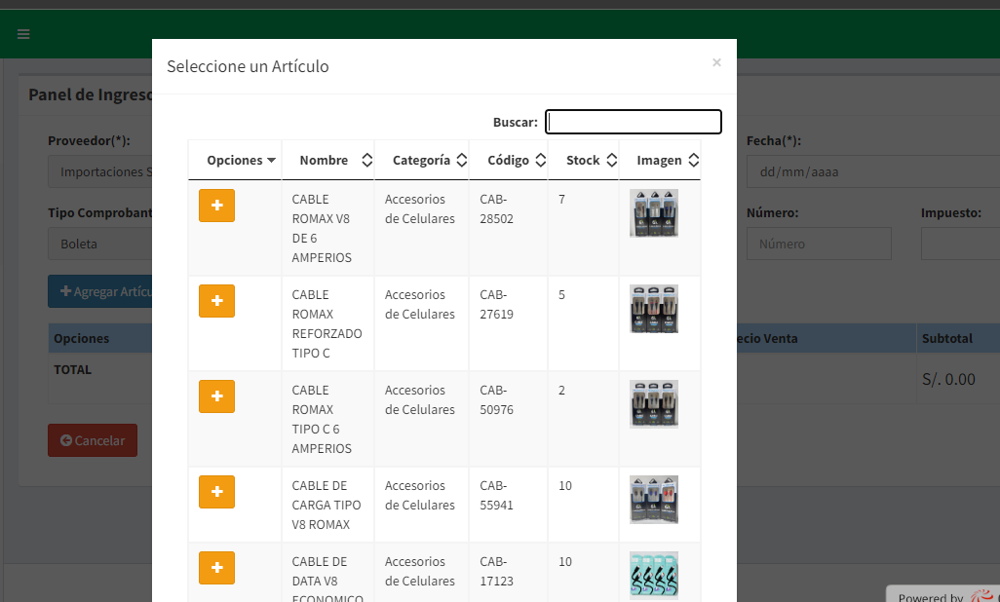 Seleccione un Artículo
×
Panel de Ingreso
Buscar:
Proveedor(*):
Fecha(*):
Importaciones S
dd/mm/aaaa
Opciones Nombre Categoría Código Stock Imagen
CABLE
ROMAX V8
DE 6
AMPERIOS
Accesorios
de Celulares
CAB-
28502
7
Tipo Comprobant
Número:
Impuesto:
Boleta
Número
Agregar Artícu
CABLE
ROMAX
REFORZADO
TIPO C
Accesorios
de Celulares
CAB-
27619
5
Opciones
ecio Venta
Subtotal
TOTAL
S/. 0.00
CABLE
ROMAX
TIPO C 6
AMPERIOS
Accesorios
de Celulares
CAB-
50976
2
Cancelar
CABLE DE
CARGA TIPO
V8 ROMAX
Accesorios
de Celulares
CAB-
55941
10
CABLE DE
DATA V8
ECONOMICO
Accesorios
de Celulares
CAB-
17123
10
Powered by